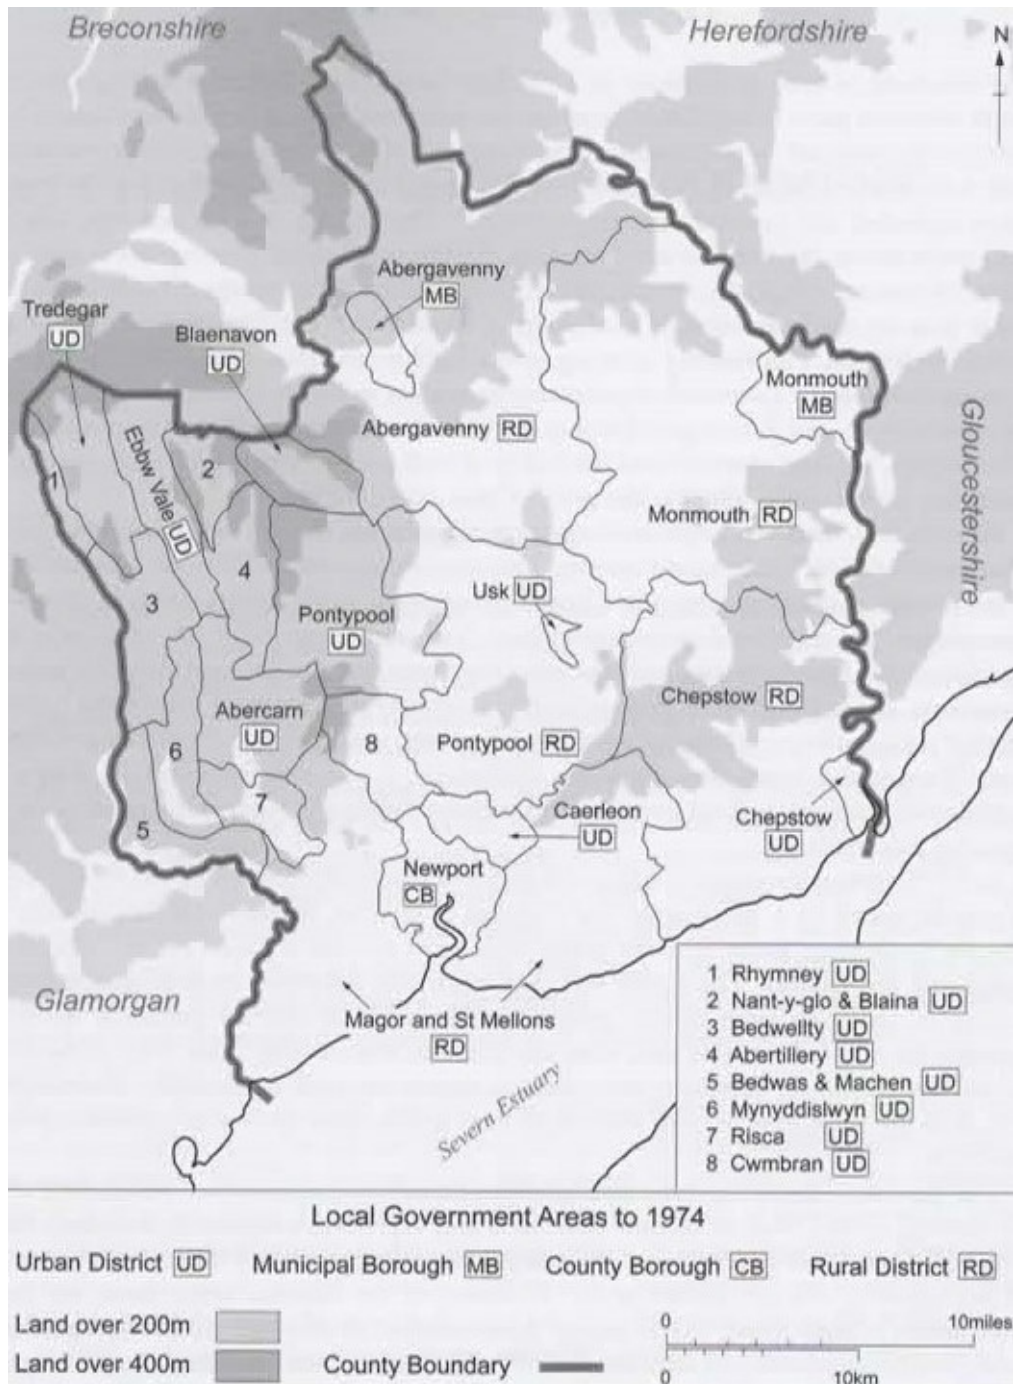 Breconshire
Herefordshire
N
Abergavenny
MB
Tredegar
UD
Blaenavon
UD
Monmouth
MB
Abergavenny RD
Gloucestershire
Ebbw Vale UD
1
2
Monmouth RD
4
3
Usk UD
Pontypool
UD
Chepstow RD
Abercarn
UD
6
8
Pontypool RD
7
Caerleon
UD
Chepstow
UD
5
Newport
CB
Glamorgan
Magor and St Mellons
RD
Severn Estuary
1 Rhymney UD
2 Nant-y-glo & Blaina UD
3 Bedwellty UD
4 Abertillery UD
5 Bedwas & Machen UD
6 Mynyddislwyn UD
7 Risca UD
8 Cwmbran UD
Local Government Areas to 1974
Urban District UD Municipal Borough MB County Borough CB Rural District RD
Land over 200m
Land over 400m
County Boundary
0 10miles
0 10km